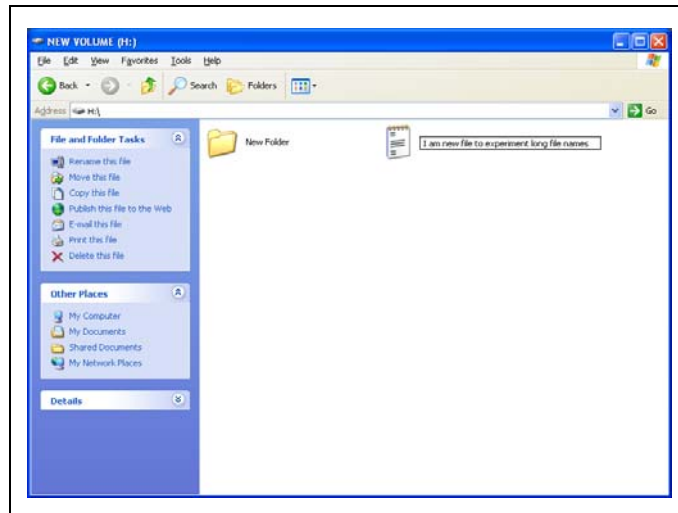 NEW VOLUME (H:)
File Edit View Favorites Tools Help
Back Search Folders
Address H:\ Go
File and Folder Tasks
Rename this file
Move this file
Copy this file
Publish this file to the Web
E-mail this file
Print this file
Delete this file
Other Places
My Computer
My Documents
Shared Documents
My Network Places
Details
New Folder
I am new file to experiment long file names